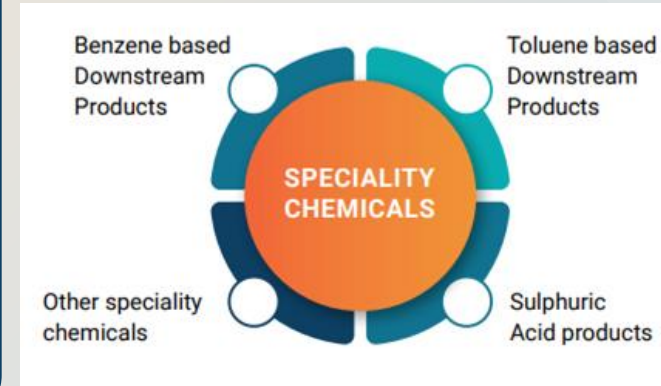 Benzene based
Downstream
Products
Toluene based
Downstream
Products
SPECIALITY
CHEMICALS
Other speciality
chemicals
Sulphuric
Acid products